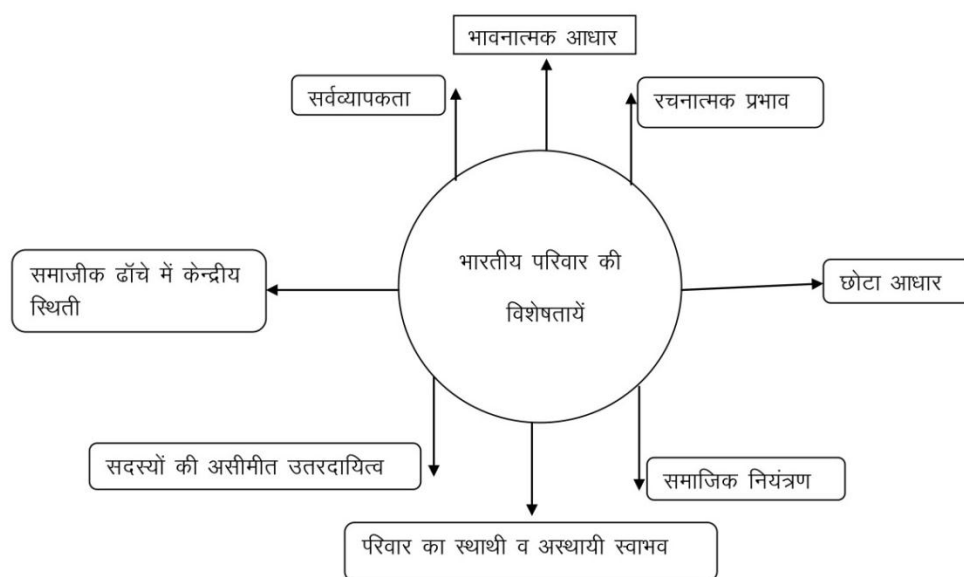 भावनात्मक आधार
सर्वव्यापकता
रचनात्मक प्रभाव
समाजीक ढॉचे में केन्द्रीय
स्थिती
भारतीय परिवार की
विशेषतायें
छोटा आधार
सदस्यों की असीमीत उतरदायित्व
समाजिक नियंत्रण
परिवार का स्थाथी व अस्थायी स्वाभव